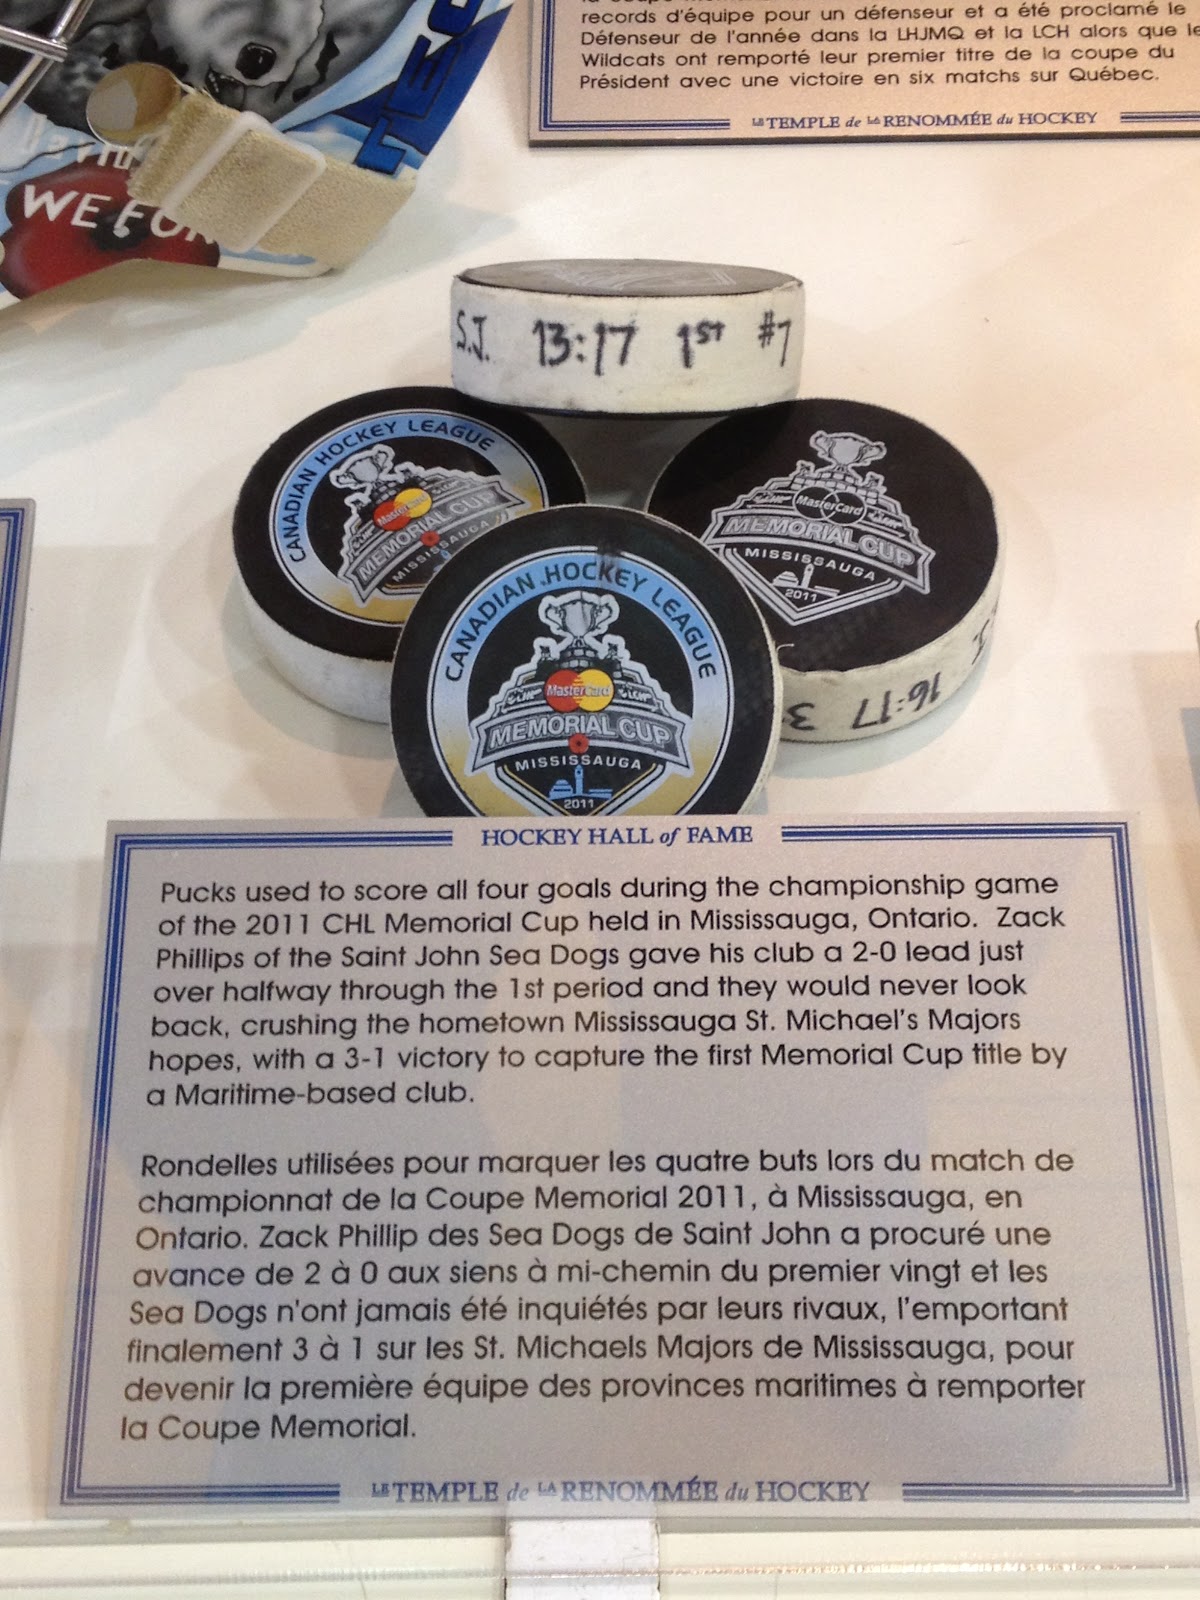 records d'équipe pour un défenseur et a été proclamé le
Défenseur de l'année dans la LHJMQ et la LCH alors que le
Wildcats ont remporté leur premier titre de la coupe du
Président avec une victoire en six matchs sur Québec.
LE TEMPLE de LA RENOMMÉE du HOCKEY
WE FOR
S.J. 13:17 1ST #7
CANADIAN HOCKEY LEAGUE
MasterCard
MEMORIAL CUP
MISSISSAUGA
MasterCard
MEMORIAL CUP
MISSISSAUGA
2011
16:17 3
CANADIAN HOCKEY LEAGUE
MasterCard
MEMORIAL CUP
MISSISSAUGA
2011
HOCKEY HALL of FAME
Pucks used to score all four goals during the championship game
of the 2011 CHL Memorial Cup held in Mississauga, Ontario. Zack
Phillips of the Saint John Sea Dogs gave his club a 2-0 lead just
over halfway through the 1st period and they would never look
back, crushing the hometown Mississauga St. Michael's Majors
hopes, with a 3-1 victory to capture the first Memorial Cup title by
a Maritime-based club.
Rondelles utilisées pour marquer les quatre buts lors du match de
championnat de la Coupe Memorial 2011, à Mississauga, en
Ontario. Zack Phillip des Sea Dogs de Saint John a procuré une
avance de 2 à 0 aux siens à mi-chemin du premier vingt et les
Sea Dogs n'ont jamais été inquiétés par leurs rivaux, l'emportant
finalement 3 à 1 sur les St. Michaels Majors de Mississauga, pour
devenir la première équipe des provinces maritimes à remporter
la Coupe Memorial.
LE TEMPLE de LA RENOMMÉE du HOCKEY